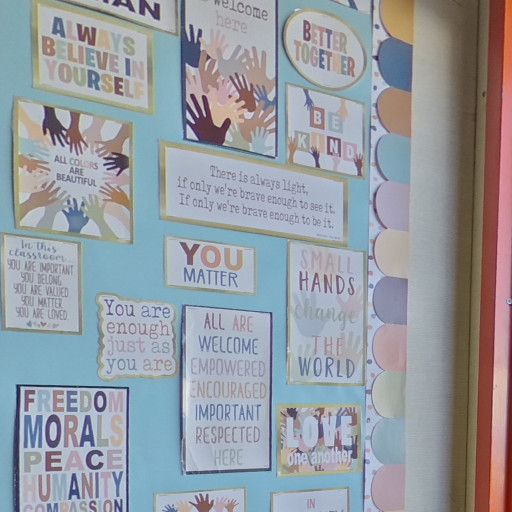 MAN
welcome
here
BETTER
TOGETHER
ALWAYS
BELIEVE IN
YOURSELF
BE
KIND
ALL COLORS
ARE
BEAUTIFUL
There is always light,
if only we're brave enough to see it.
If only we're brave enough to be it.
In this
classroom
YOU ARE IMPORTANT
YOU BELONG
YOU ARE VALUED
YOU MATTER
YOU ARE LOVED
YOU
MATTER
SMALL
HANDS
change
THE
WORLD
You are
enough
just as
you are
ALL ARE
WELCOME
EMPOWERED
ENCOURAGED
IMPORTANT
RESPECTED
HERE
FREEDOM
MORALS
PEACE
HUMANITY
COMPASSION
LOVE
one another
IN